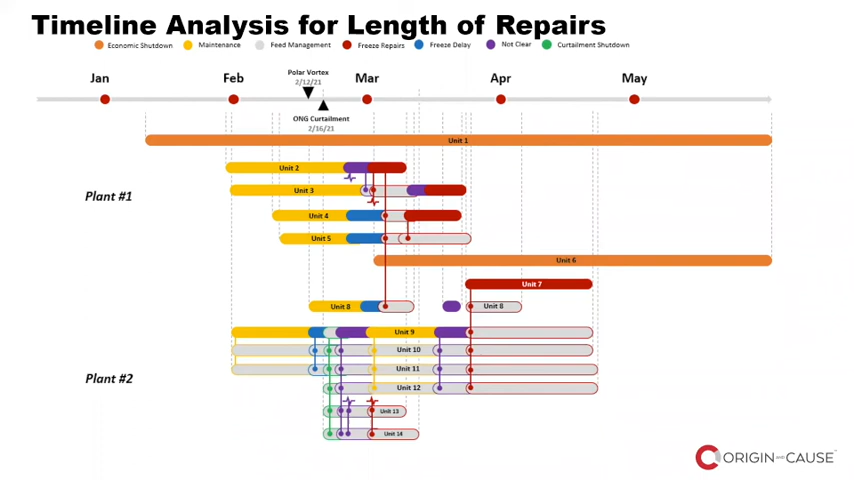 Timeline Analysis for Length of Repairs
Economic Shutdown Maintenance Feed Management Freeze Repairs Freeze Delay Not Clear Curtailment Shutdown
Jan Feb Mar Apr May
Polar Vortex
2/12/21
ONG Curtailment
2/16/21
Unit 1
Unit 2
Plant #1
Unit 3
Unit 4
Unit 5
Unit 6
Unit 7
Unit 8 Unit 8
Unit 9
Unit 10
Unit 11
Plant #2
Unit 12
Unit 13
Unit 14
ORIGIN AND CAUSE